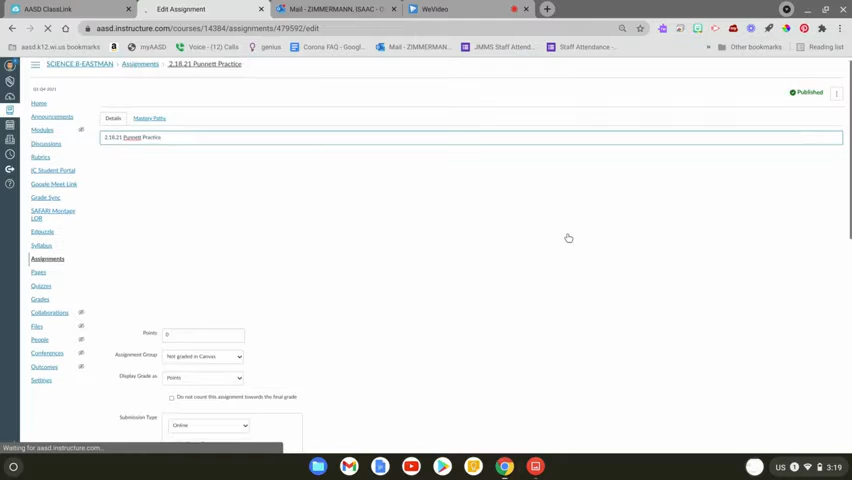 AASD ClassLink
Edit Assignment
Mail - ZIMMERMANN, ISAAC - O
WeVideo
aasd.instructure.com/courses/14384/assignments/479592/edit
aasd.k12.wi.us bookmarks
myAASD
Voice - (12) Calls
genius
Corona FAQ - Googl...
Mail - ZIMMERMAN...
JMMS Staff Attend...
Staff Attendance -...
Other bookmarks
Reading list
SCIENCE 8-EASTMAN > Assignments > 2.18.21 Punnett Practice
Q3-Q4 2021
Published
Home
Announcements
Modules
Discussions
Rubrics
IC Student Portal
Google Meet Link
Grade Sync
SAFARI Montage
LOR
Edpuzzle
Syllabus
Assignments
Pages
Quizzes
Grades
Collaborations
Files
People
Conferences
Outcomes
Settings
Details
Mastery Paths
2.18.21 Punnett Practice
Points
0
Assignment Group
Not graded in Canvas
Display Grade as
Points
Do not count this assignment towards the final grade
Submission Type
Online
Waiting for aasd.instructure.com...
US
3:19